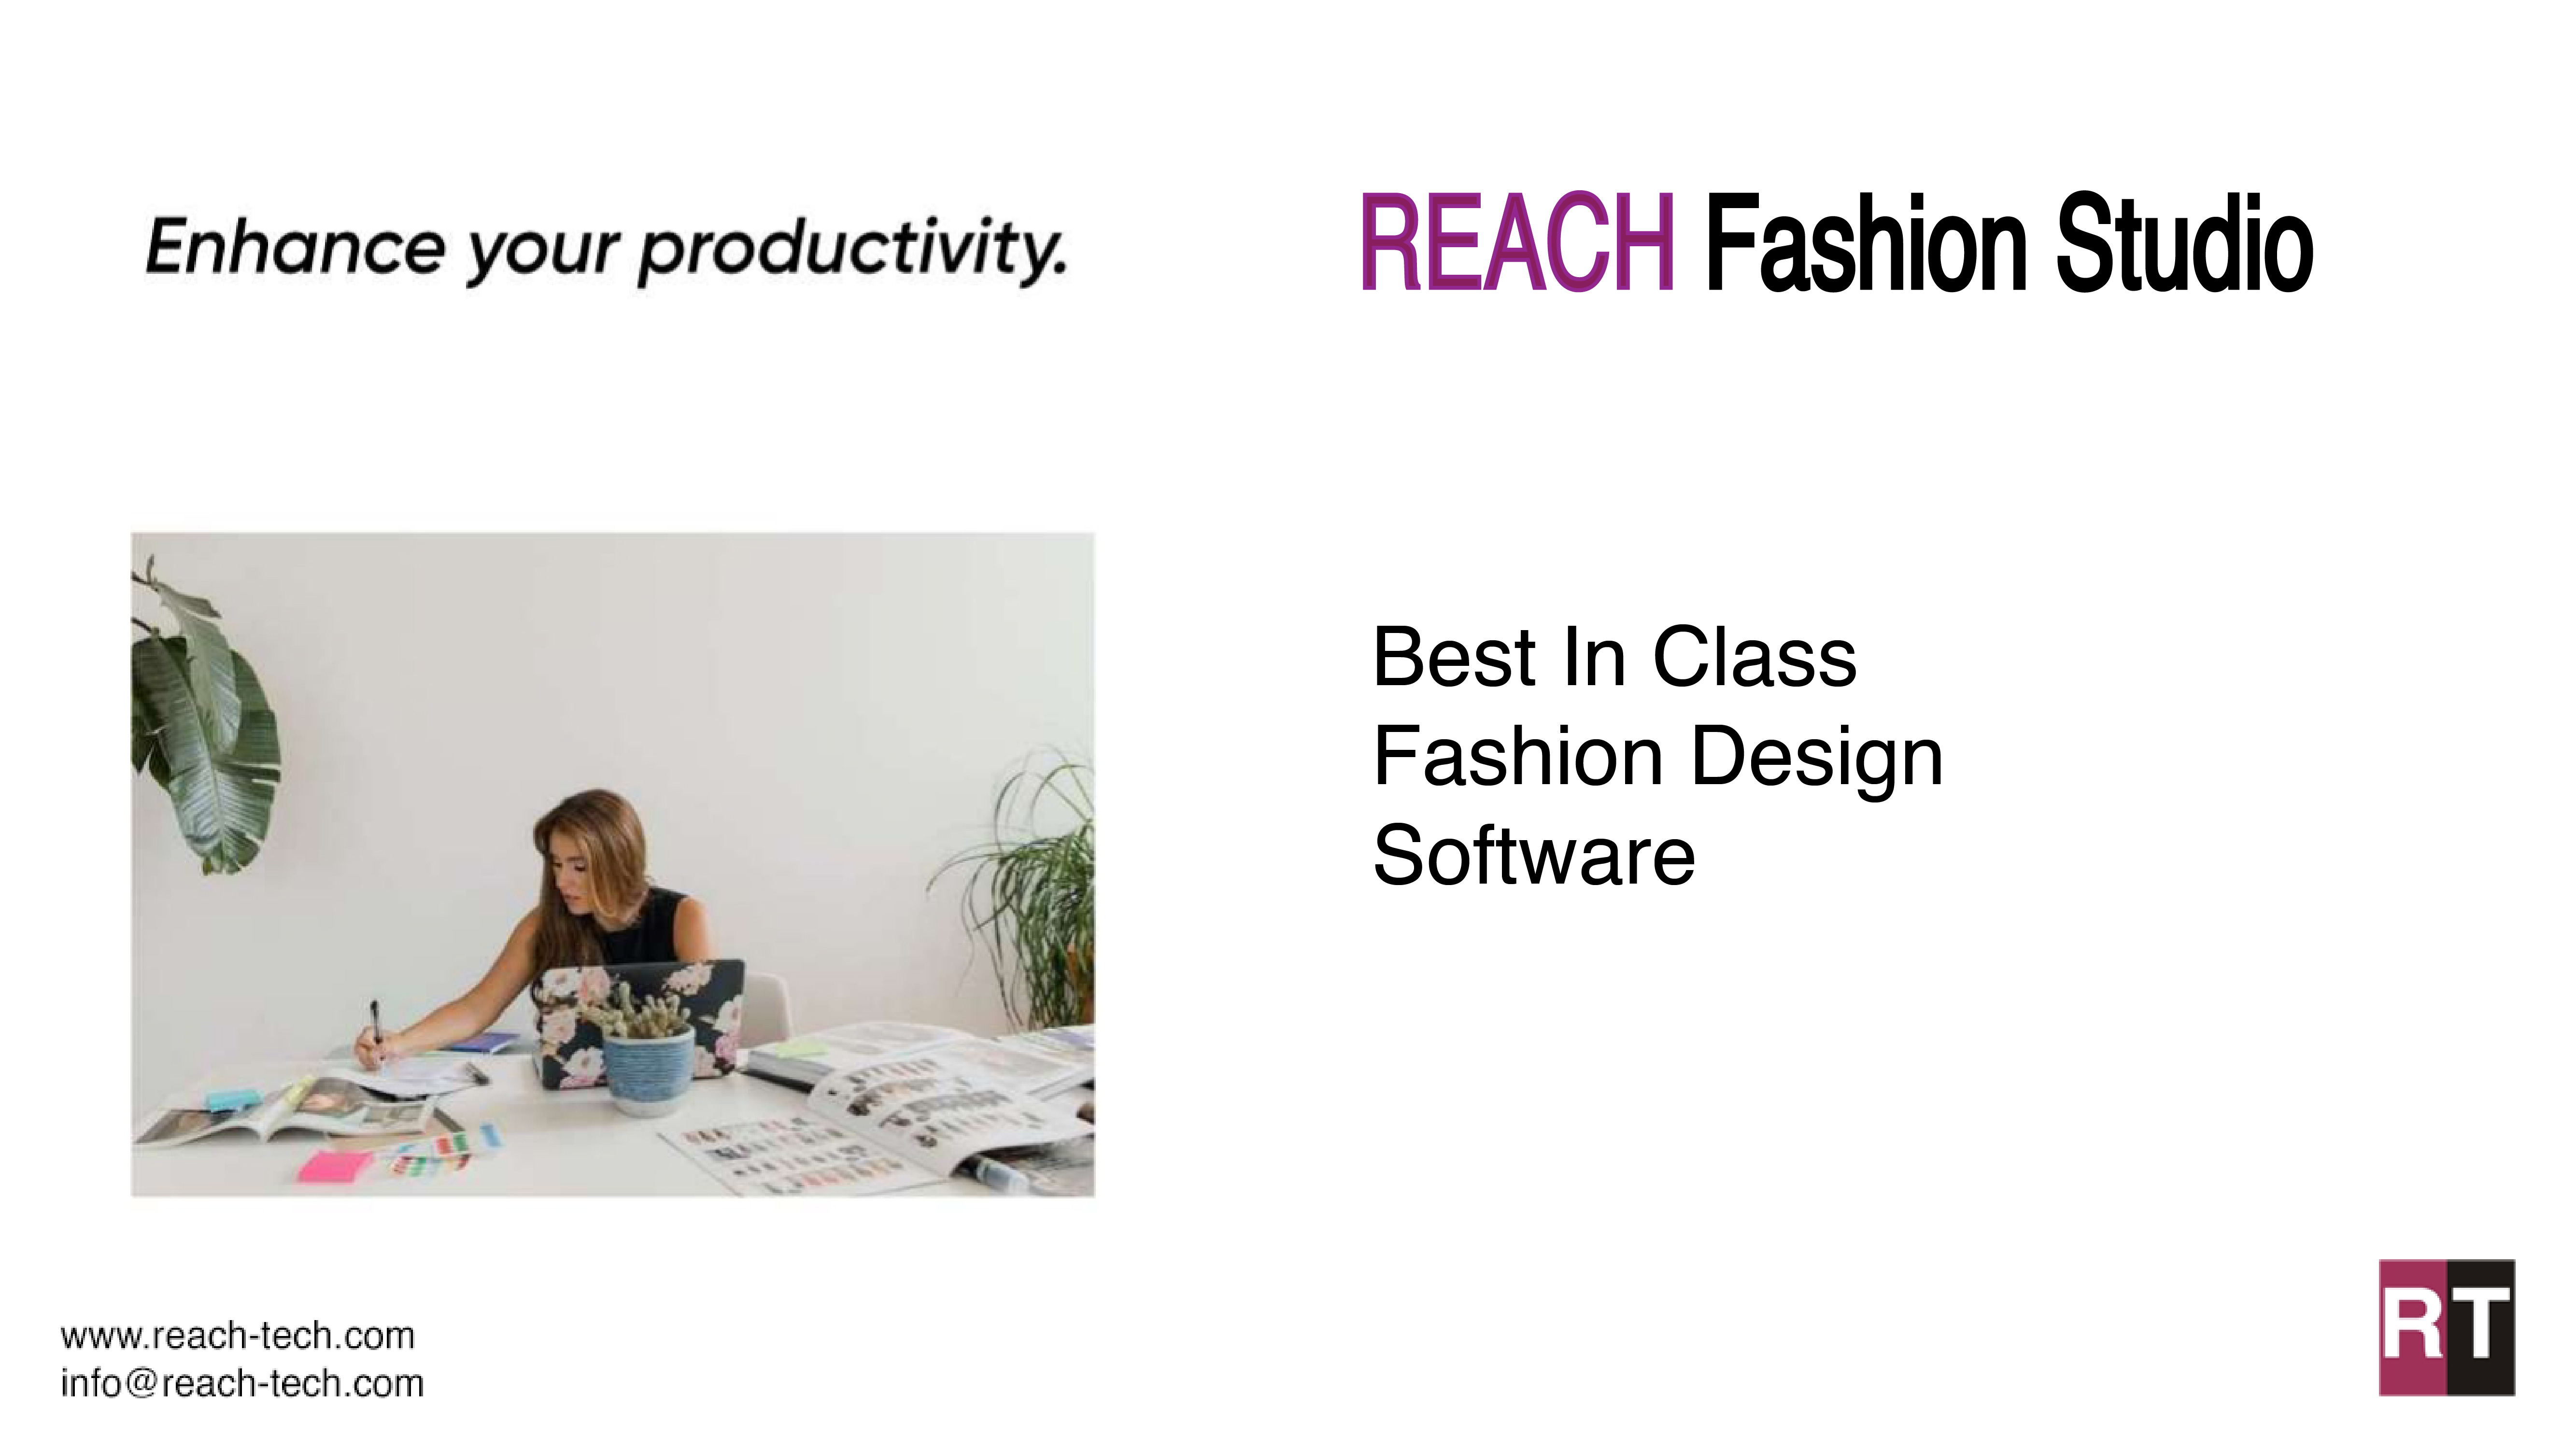 Enhance your productivity.
REACH Fashion Studio
Best In Class
Fashion Design
Software
www.reach-tech.com
info@reach-tech.com
RT